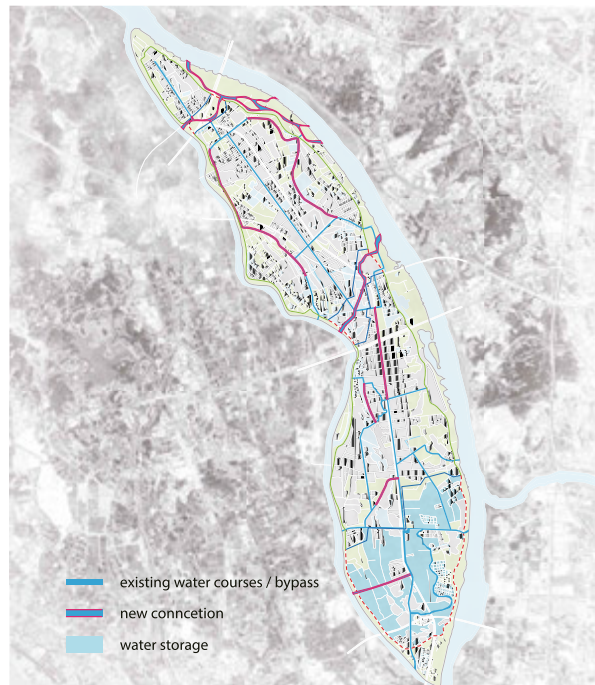 existing water courses / bypass
new conncetion
water storage